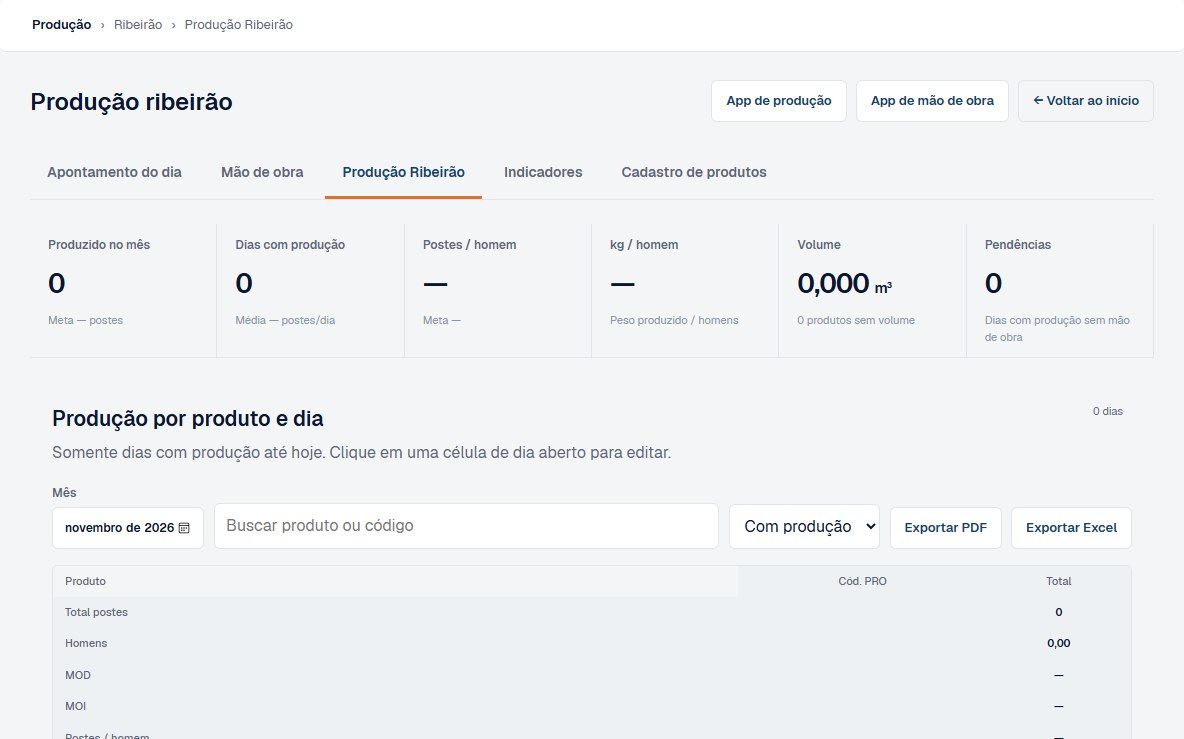 Produção › Ribeirão › Produção Ribeirão
Produção ribeirão
App de produção
App de mão de obra
← Voltar ao início
Apontamento do dia
Mão de obra
Produção Ribeirão
Indicadores
Cadastro de produtos
Produzido no mês
0
Meta — postes
Dias com produção
0
Média — postes/dia
Postes / homem
—
Meta —
kg / homem
—
Peso produzido / homens
Volume
0,000 m³
0 produtos sem volume
Pendências
0
Dias com produção sem mão
de obra
Produção por produto e dia
0 dias
Somente dias com produção até hoje. Clique em uma célula de dia aberto para editar.
Mês
novembro de 2026
Buscar produto ou código
Com produção
Exportar PDF
Exportar Excel
Produto Cód. PRO Total
Total postes 0
Homens 0,00
MOD —
MOI —
Postes / homem —